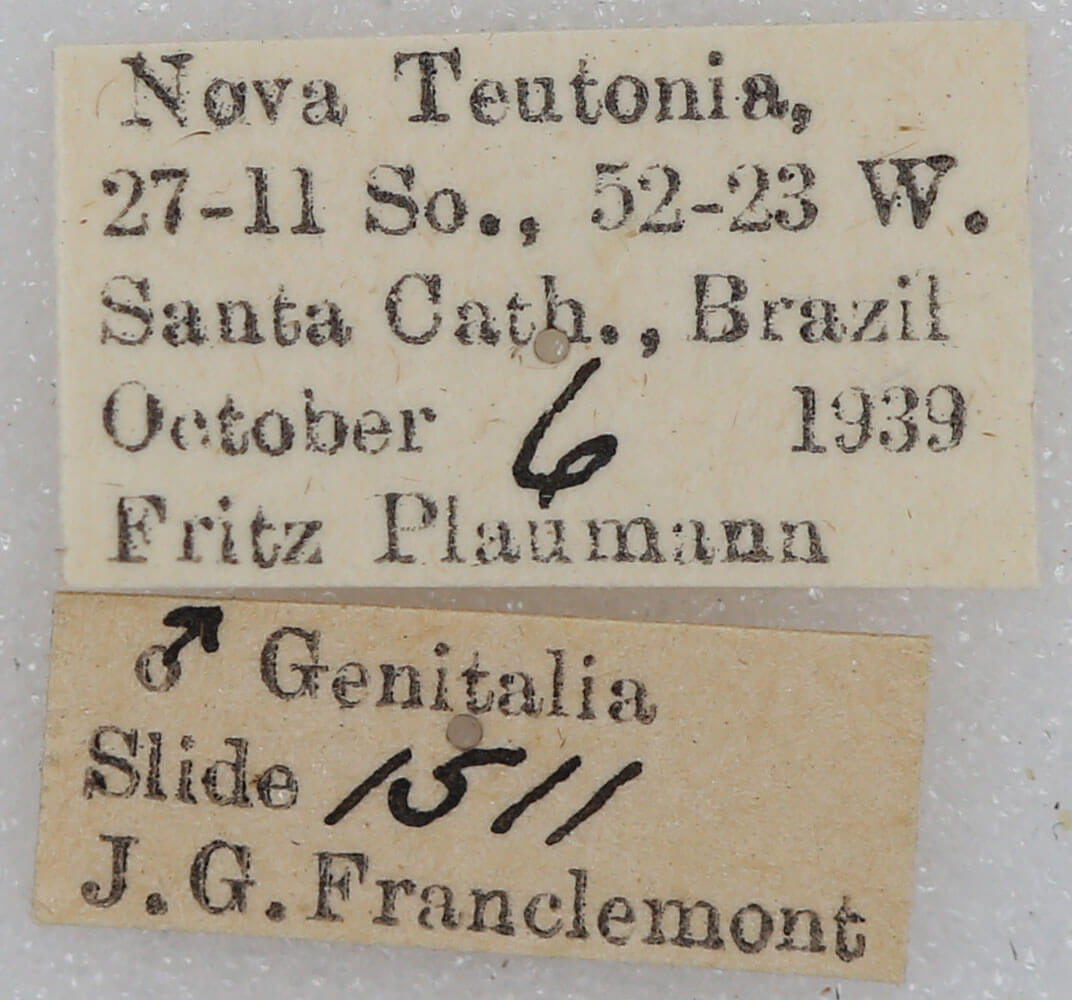 Nova Teutonia,
27-11 So., 52-23 W.
Santa Cath., Brazil
October 6 1939
Fritz Plaumann
♂ Genitalia
Slide 1511
J. G. Franclemont